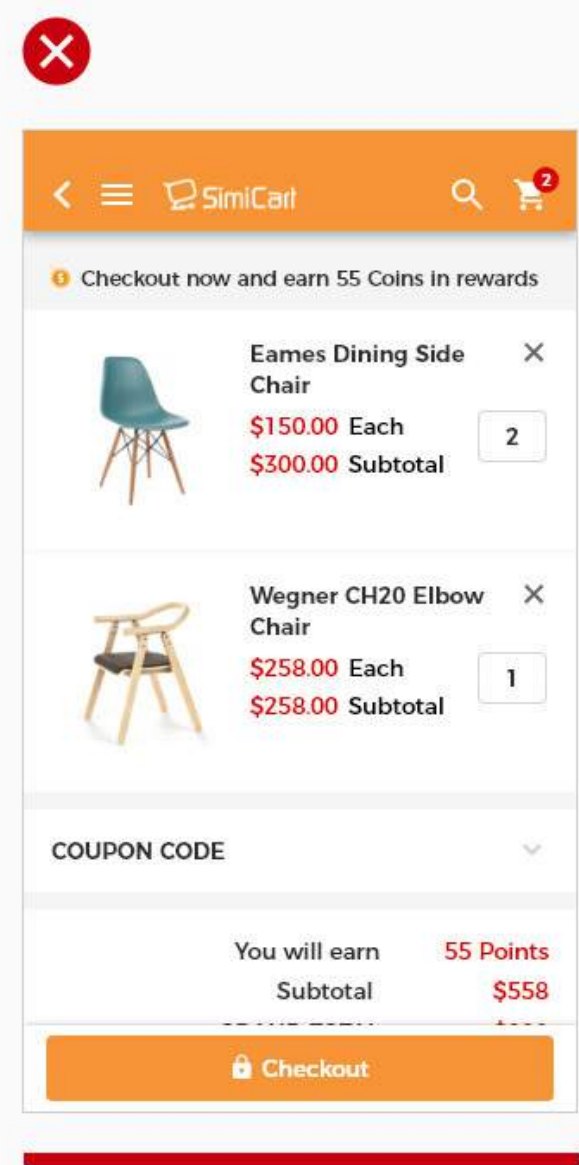 SimiCart
2
Checkout now and earn 55 Coins in rewards
Eames Dining Side
Chair
$150.00 Each
2
$300.00 Subtotal
Wegner CH20 Elbow
Chair
$258.00 Each
1
$258.00 Subtotal
COUPON CODE
You will earn 55 Points
Subtotal $558
Checkout